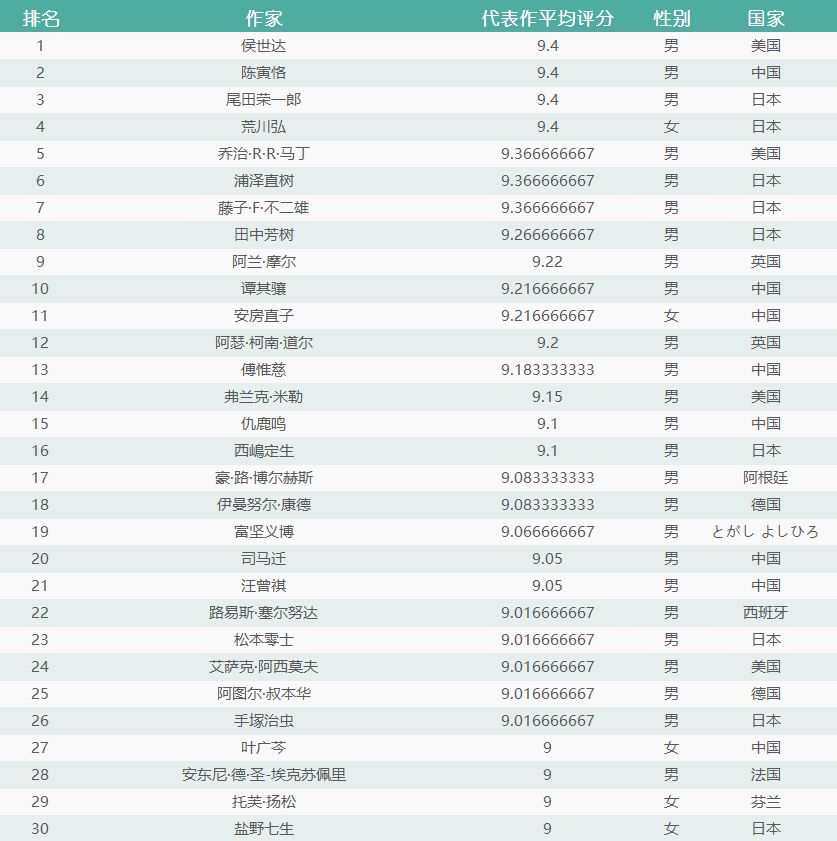 排名 作家 代表作平均评分 性别 国家
1 侯世达 9.4 男 美国
2 陈寅恪 9.4 男 中国
3 尾田荣一郎 9.4 男 日本
4 荒川弘 9.4 女 日本
5 乔治·R·R·马丁 9.366666667 男 美国
6 浦泽直树 9.366666667 男 日本
7 藤子·F·不二雄 9.366666667 男 日本
8 田中芳树 9.266666667 男 日本
9 阿兰·摩尔 9.22 男 英国
10 谭其骧 9.216666667 男 中国
11 安房直子 9.216666667 女 中国
12 阿瑟·柯南·道尔 9.2 男 英国
13 傅惟慈 9.183333333 男 中国
14 弗兰克·米勒 9.15 男 美国
15 仇鹿鸣 9.1 男 中国
16 西嶋定生 9.1 男 日本
17 豪·路·博尔赫斯 9.083333333 男 阿根廷
18 伊曼努尔·康德 9.083333333 男 德国
19 富坚义博 9.066666667 男 とがし よしひろ
20 司马迁 9.05 男 中国
21 汪曾祺 9.05 男 中国
22 路易斯·塞尔努达 9.016666667 男 西班牙
23 松本零士 9.016666667 男 日本
24 艾萨克·阿西莫夫 9.016666667 男 美国
25 阿图尔·叔本华 9.016666667 男 德国
26 手塚治虫 9.016666667 男 日本
27 叶广芩 9 女 中国
28 安东尼·德·圣-埃克苏佩里 9 男 法国
29 托芙·扬松 9 女 芬兰
30 盐野七生 9 女 日本